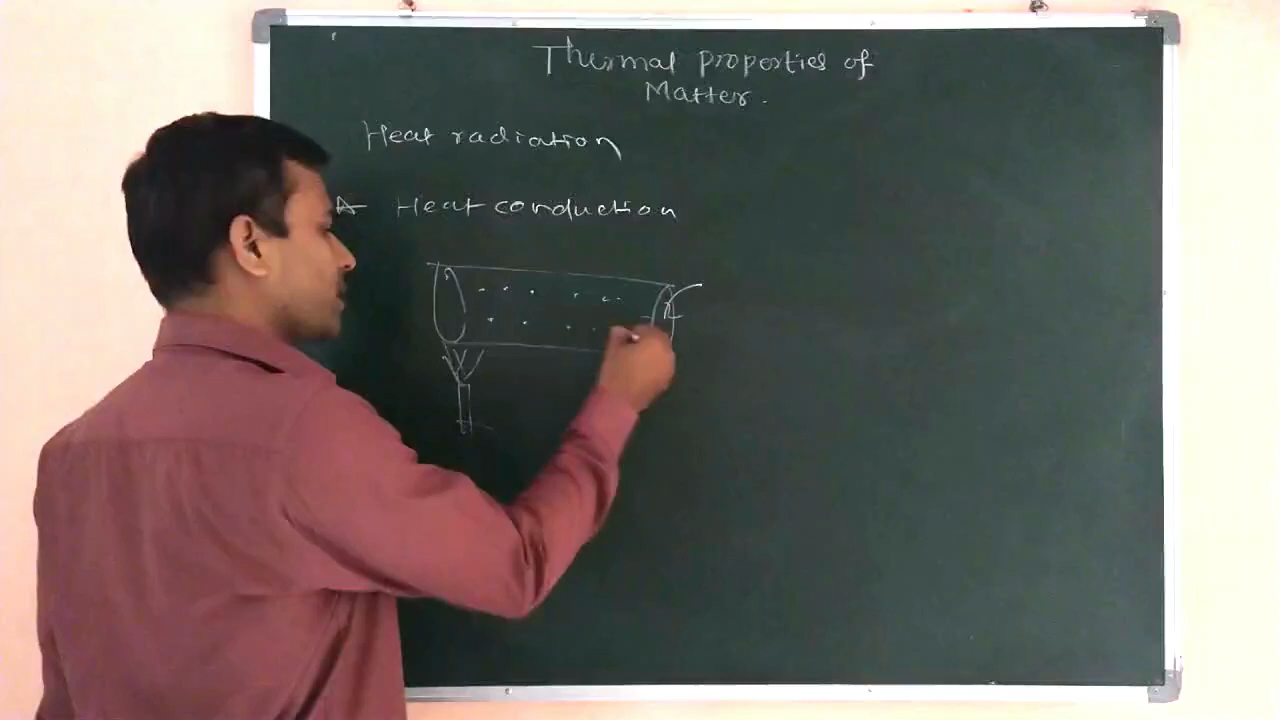 Thermal properties of
Matter.
Heat radiation
A Heat conduction